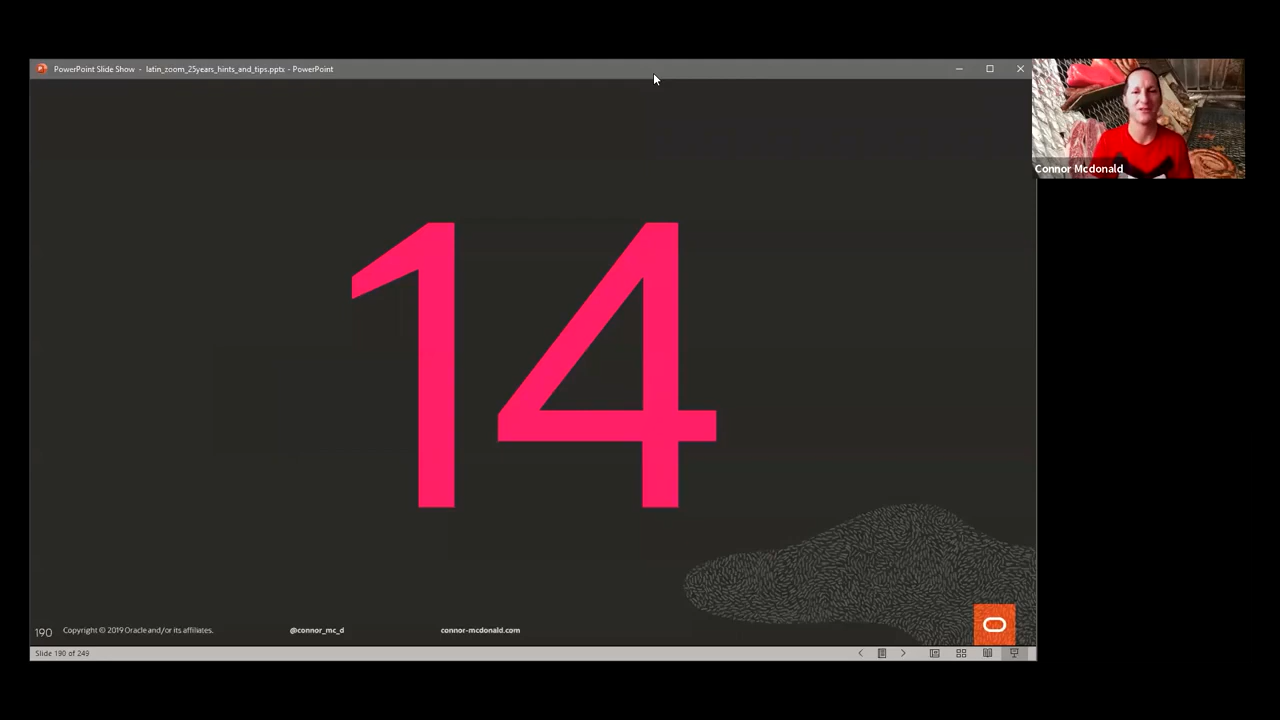 PowerPoint Slide Show - latin_zoom_25years_hints_and_tips.pptx - PowerPoint
Connor Mcdonald
14
190 Copyright © 2019 Oracle and/or its affiliates. @connor_mc_d connor-mcdonald.com
Slide 190 of 249